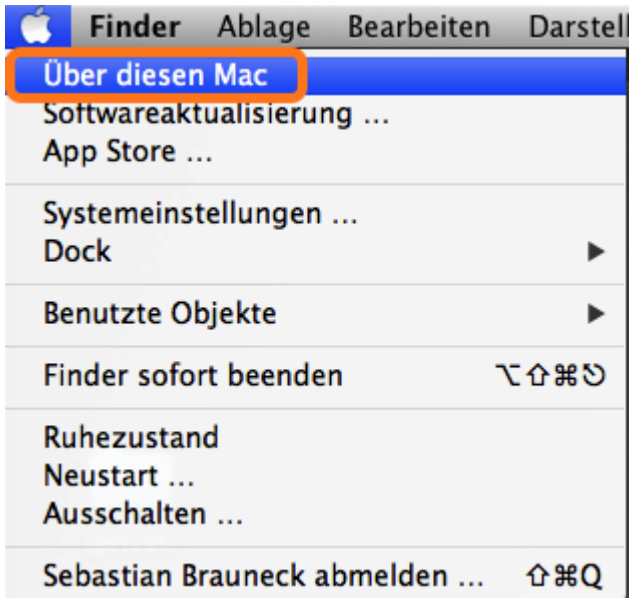 Finder Ablage Bearbeiten Darstell
Über diesen Mac
Softwareaktualisierung ...
App Store ...
Systemeinstellungen ...
Dock ▶
Benutzte Objekte ▶
Finder sofort beenden ⌥⇧⌘⎋
Ruhezustand
Neustart ...
Ausschalten ...
Sebastian Brauneck abmelden ... ⇧⌘Q